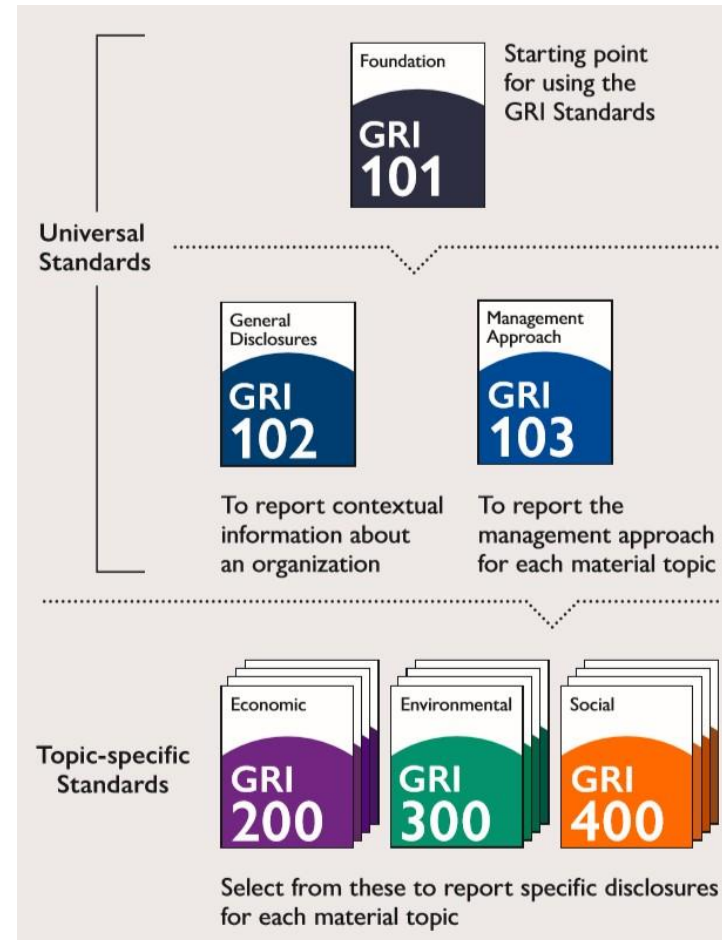 Foundation
GRI
101
Starting point
for using the
GRI Standards
Universal
Standards
General
Disclosures
GRI
102
Management
Approach
GRI
103
To report contextual
information about
an organization
To report the
management approach
for each material topic
Topic-specific
Standards
Economic
GRI
200
Environmental
GRI
300
Social
GRI
400
Select from these to report specific disclosures
for each material topic